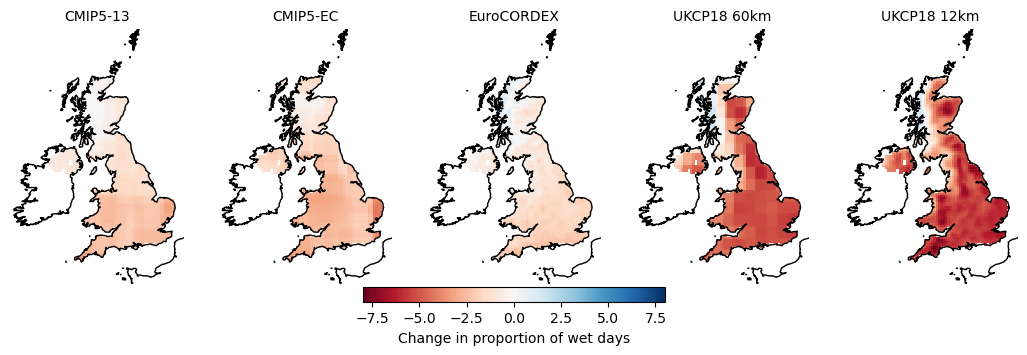 CMIP5-13 CMIP5-EC EuroCORDEX UKCP18 60km UKCP18 12km
−7.5 −5.0 −2.5 0.0 2.5 5.0 7.5
Change in proportion of wet days